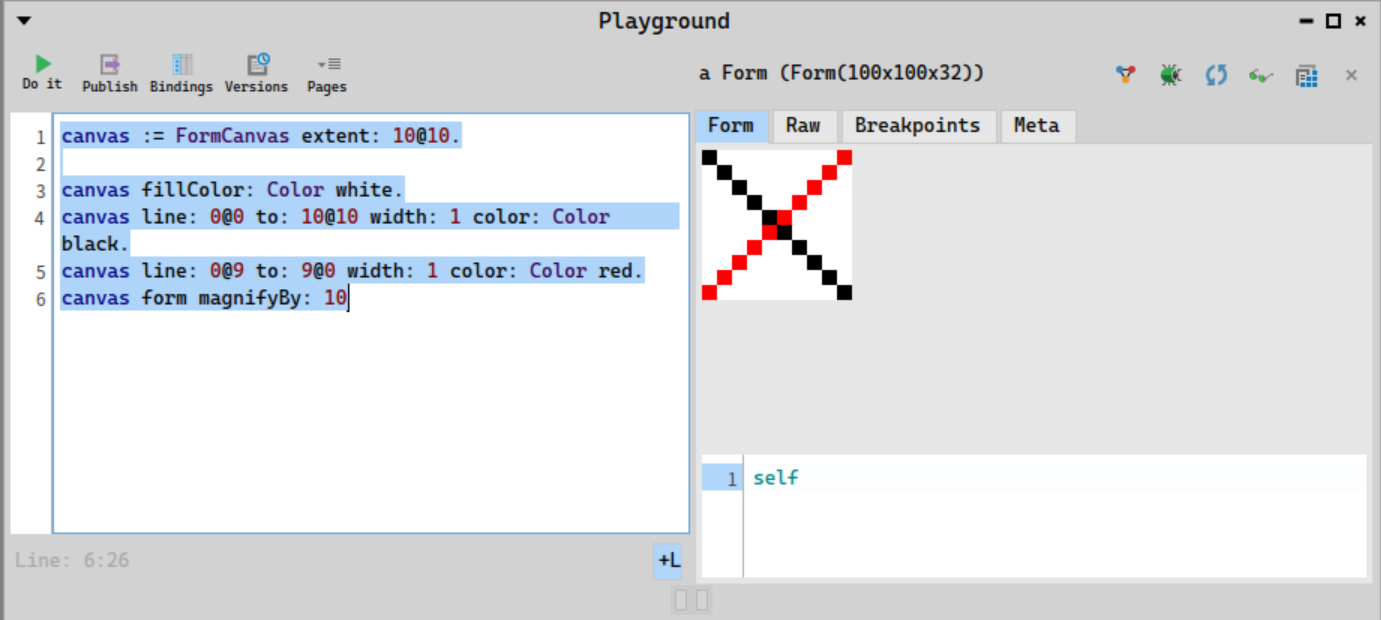 Playground
Do it Publish Bindings Versions Pages
a Form (Form(100x100x32))
1 canvas := FormCanvas extent: 10@10.
2
3 canvas fillColor: Color white.
4 canvas line: 0@0 to: 10@10 width: 1 color: Color
black.
5 canvas line: 0@9 to: 9@0 width: 1 color: Color red.
6 canvas form magnifyBy: 10
Line: 6:26
+L
Form Raw Breakpoints Meta
1 self